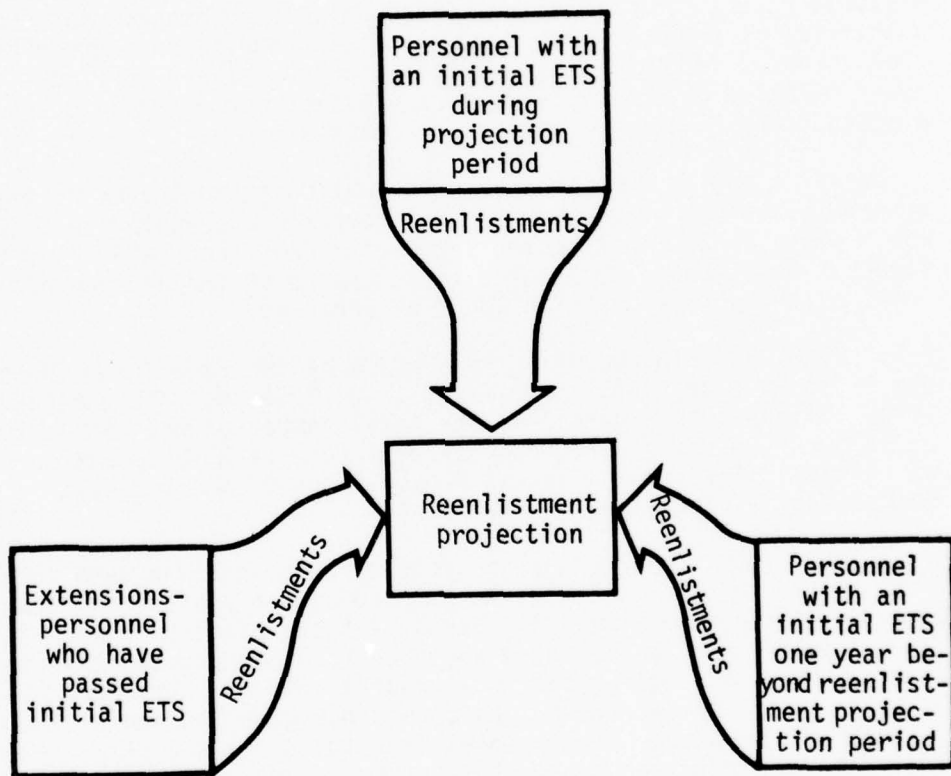 Personnel with
an initial ETS
during
projection
period
Reenlistments
Reenlistment
projection
Extensions-
personnel
who have
passed
initial ETS
Reenlistments
Reenlistments
Personnel
with an
initial ETS
one year be-
yond reenlist-
ment projec-
tion period